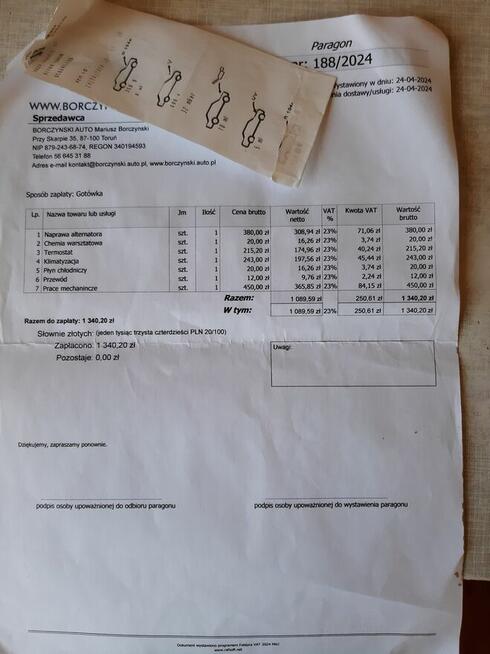 Paragon
nr: 188/2024
ystawiony w dniu: 24-04-2024
nia dostawy/usługi: 24-04-2024
WWW.BORCZY
Sprzedawca
BORCZYNSKI AUTO Mariusz Borczynski
Przy Skarpie 35, 87-100 Toruń
NIP 879-243-68-74, REGON 340194593
Telefon 56 645 31 88
Adres e-mail kontakt@borczynski.auto.pl, www.borczynski.auto.pl
Sposób zapłaty: Gotówka
Lp. Nazwa towaru lub usługi Jm Ilość Cena brutto Wartość netto VAT % Kwota VAT Wartość brutto
1 Naprawa alternatora szt. 1 380,00 zł 308,94 zł 23% 71,06 zł 380,00 zł
2 Chemia warsztatowa szt. 1 20,00 zł 16,26 zł 23% 3,74 zł 20,00 zł
3 Termostat szt. 1 215,20 zł 174,96 zł 23% 40,24 zł 215,20 zł
4 Klimatyzacja szt. 1 243,00 zł 197,56 zł 23% 45,44 zł 243,00 zł
5 Płyn chłodniczy szt. 1 20,00 zł 16,26 zł 23% 3,74 zł 20,00 zł
6 Przewód szt. 1 12,00 zł 9,76 zł 23% 2,24 zł 12,00 zł
7 Prace mechaniczne szt. 1 450,00 zł 365,85 zł 23% 84,15 zł 450,00 zł
Razem: 1 089,59 zł 250,61 zł 1 340,20 zł
W tym: 1 089,59 zł 23% 250,61 zł 1 340,20 zł
Razem do zapłaty: 1 340,20 zł
Słownie złotych: (jeden tysiąc trzysta czterdzieści PLN 20/100)
Zapłacono: 1 340,20 zł
Pozostaje: 0,00 zł
Uwagi:
Dziękujemy, zapraszamy ponownie.
podpis osoby upoważnionej do odbioru paragonu
podpis osoby upoważnionej do wystawienia paragonu
Dokument wystawiono programem Faktura VAT 2024 Mazi